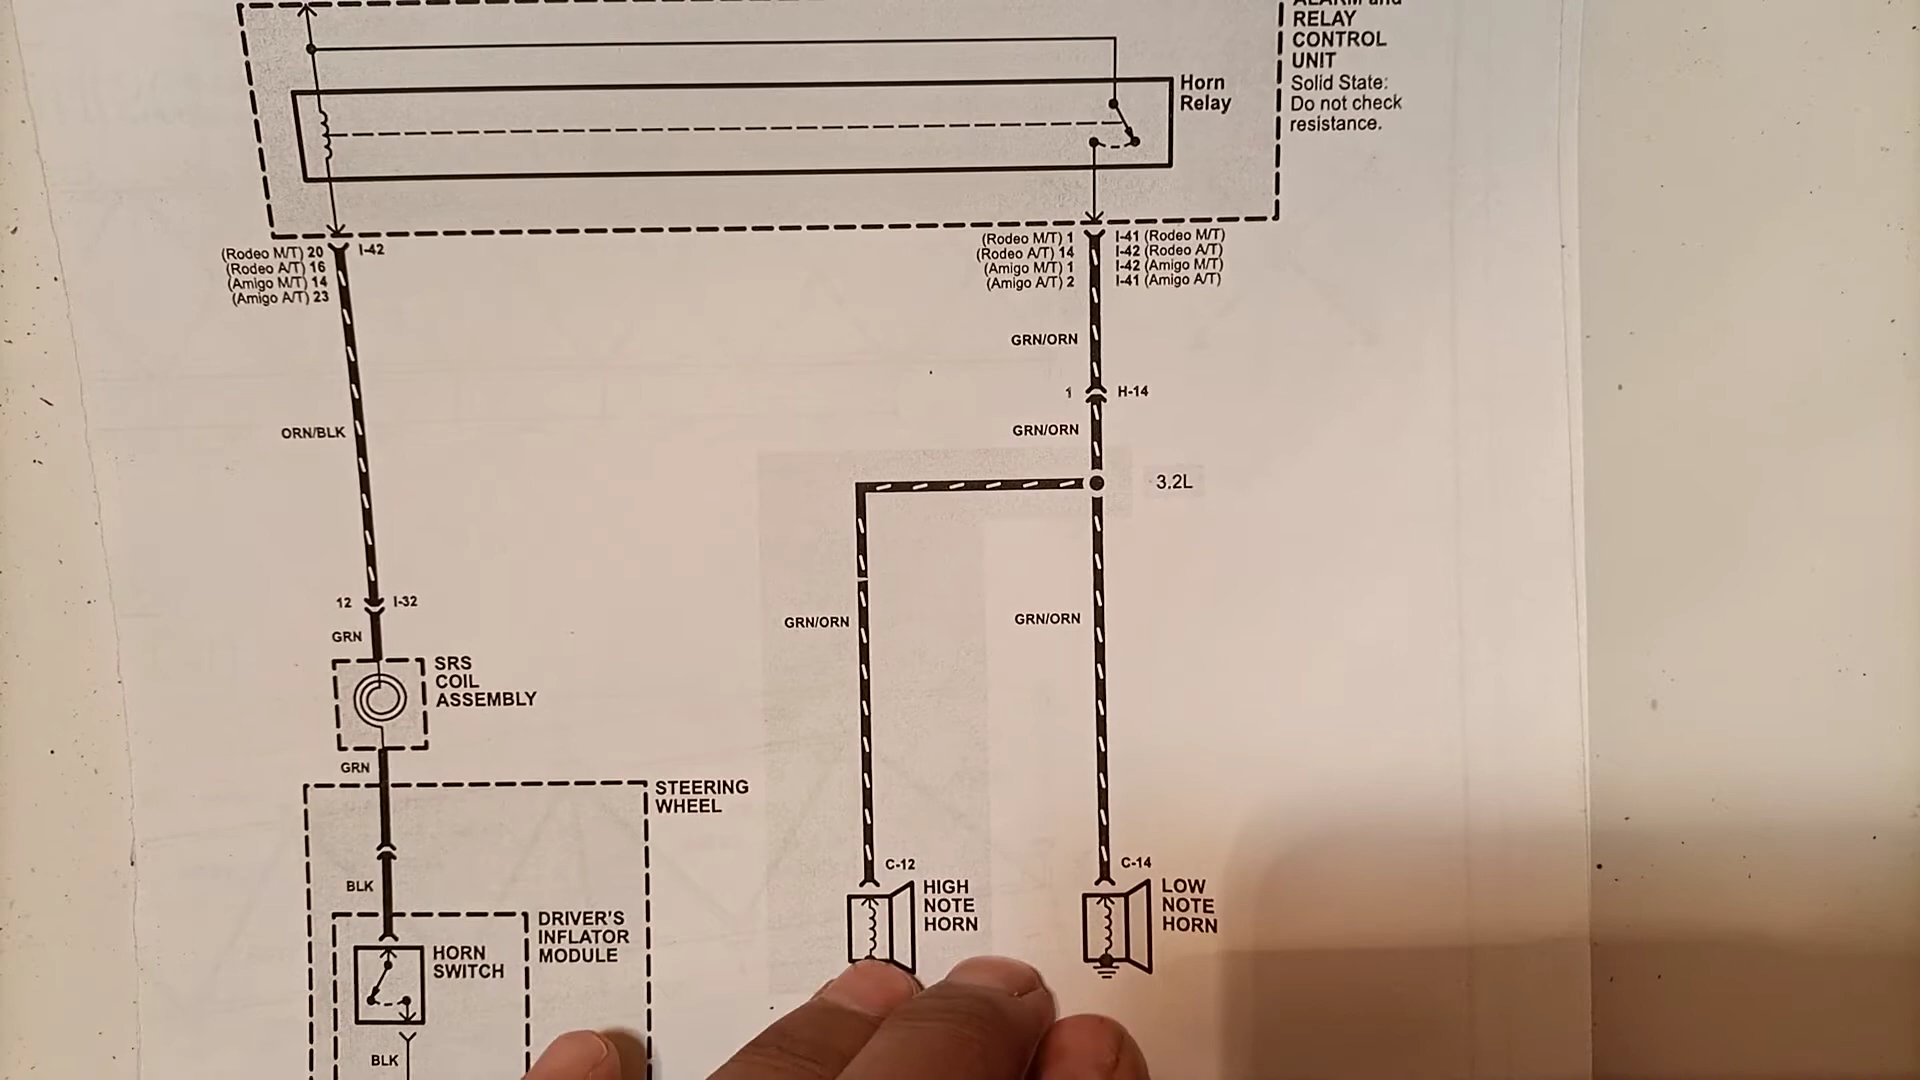 ALARM and
RELAY
CONTROL
UNIT
Solid State:
Do not check
resistance.
Horn
Relay
(Rodeo M/T) 20
(Rodeo A/T) 16
(Amigo M/T) 14
(Amigo A/T) 23
I-42
(Rodeo M/T) 1
(Rodeo A/T) 14
(Amigo M/T) 1
(Amigo A/T) 2
I-41 (Rodeo M/T)
I-42 (Rodeo A/T)
I-42 (Amigo M/T)
I-41 (Amigo A/T)
GRN/ORN
1 H-14
GRN/ORN
ORN/BLK
3.2L
12 I-32
GRN
SRS
COIL
ASSEMBLY
GRN
GRN/ORN
GRN/ORN
STEERING
WHEEL
BLK
C-12
HIGH
NOTE
HORN
C-14
LOW
NOTE
HORN
DRIVER'S
INFLATOR
MODULE
HORN
SWITCH
BLK